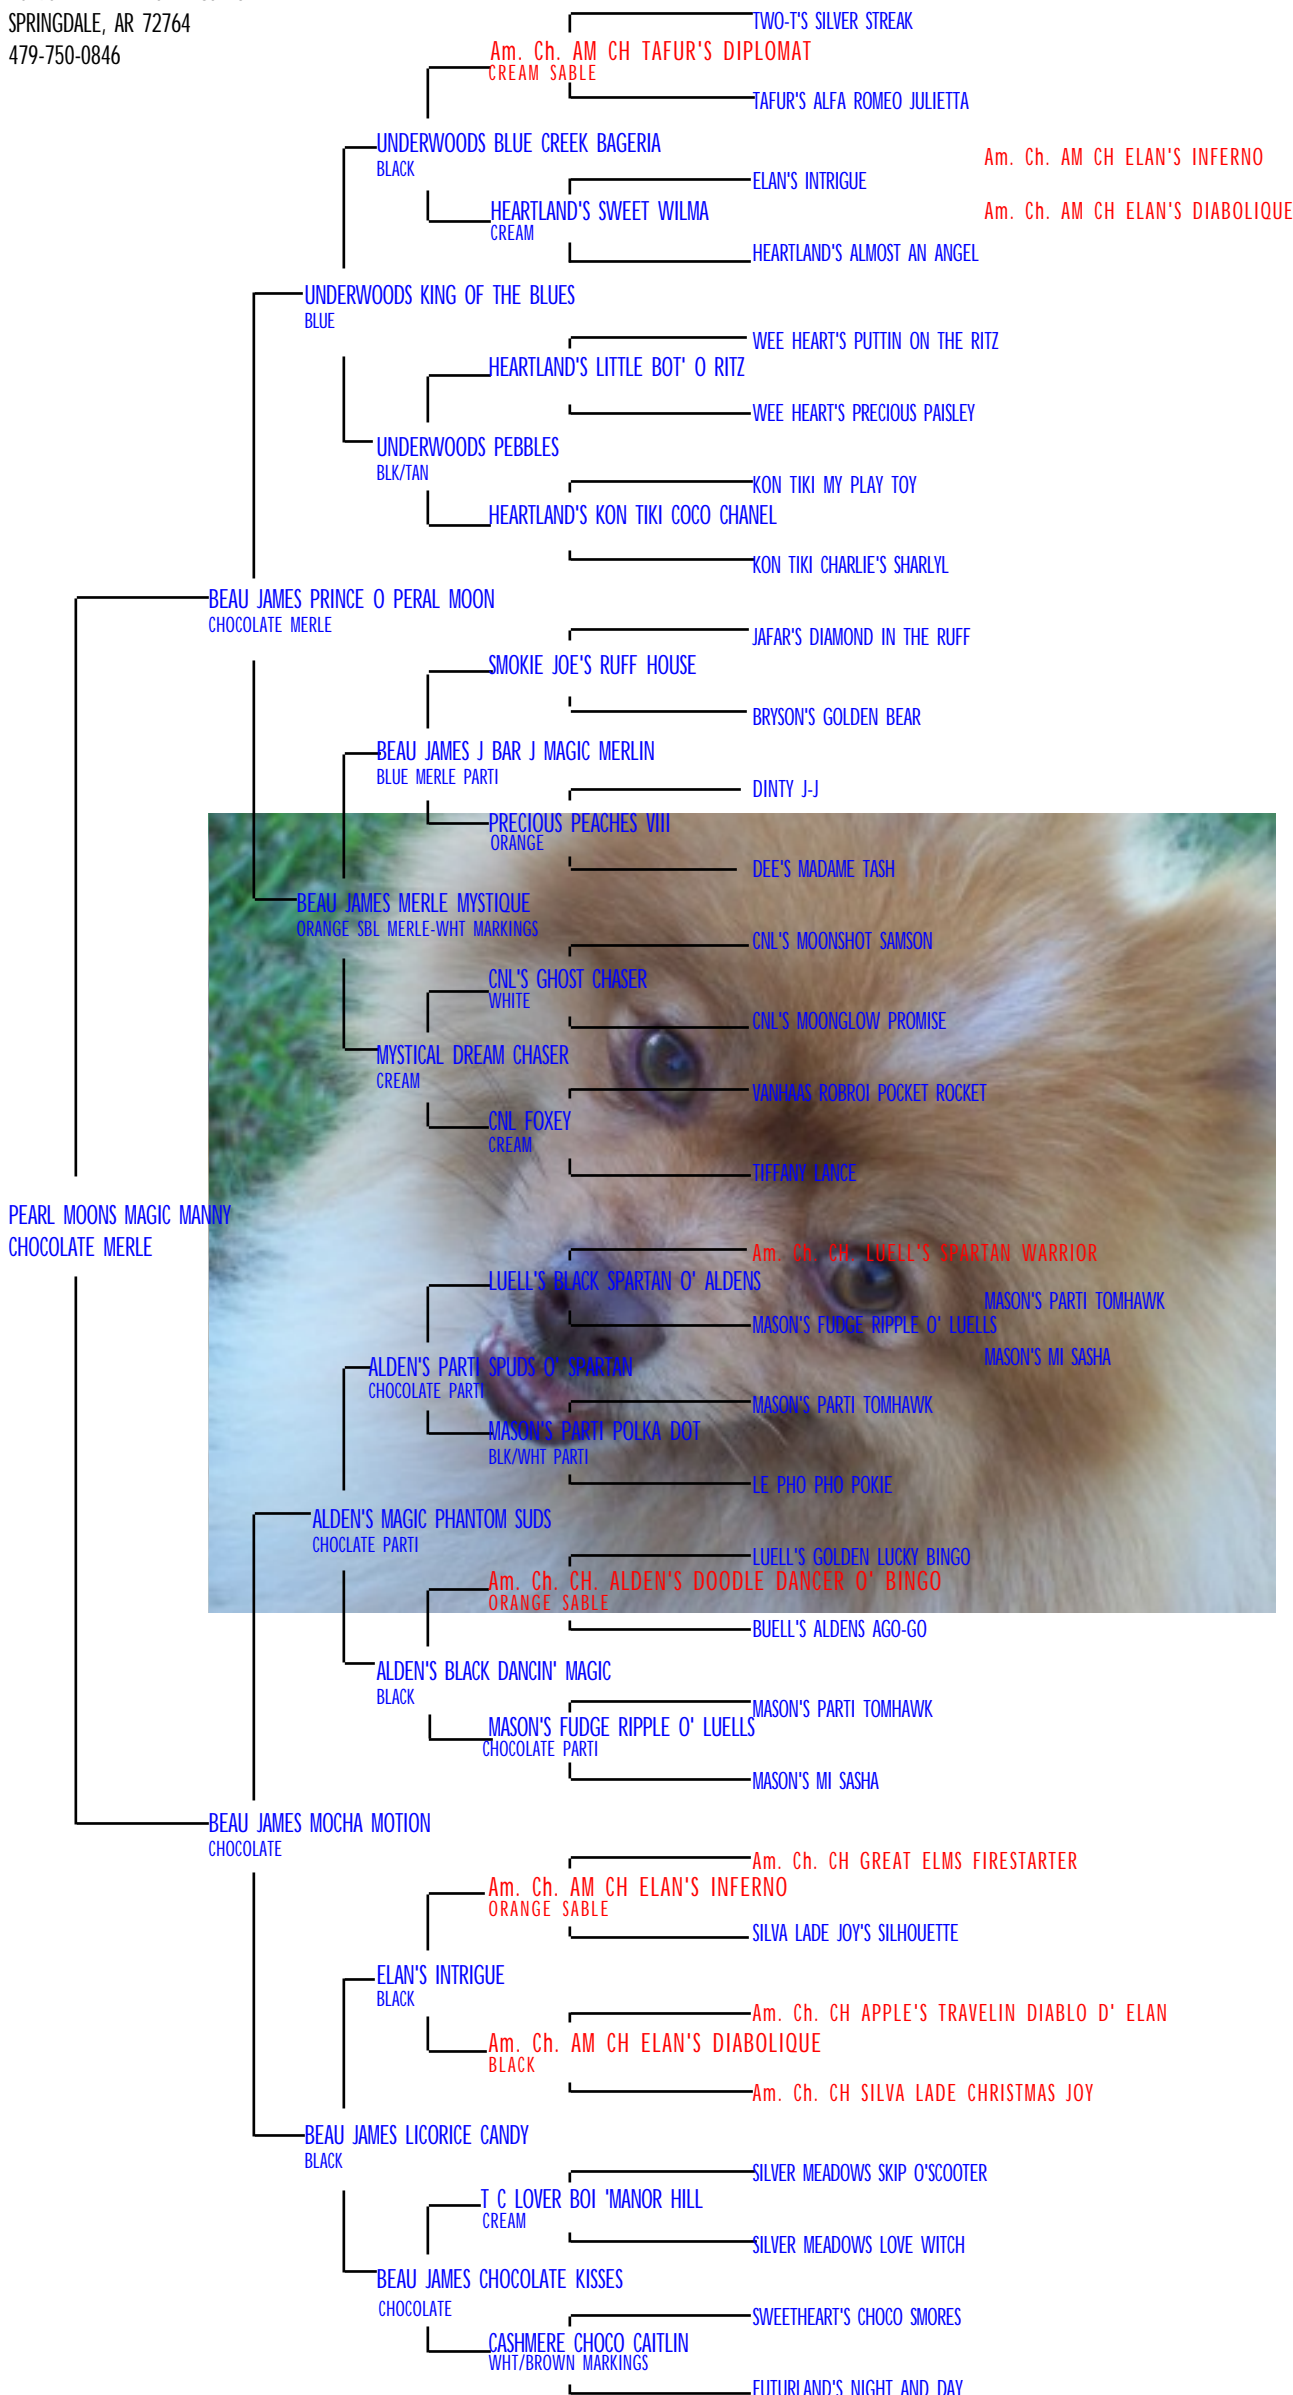 SPRINGDALE, AR 72764
479-750-0846
TWO-T'S SILVER STREAK
Am. Ch. AM CH TAFUR'S DIPLOMAT
CREAM SABLE
TAFUR'S ALFA ROMEO JULIETTA
UNDERWOODS BLUE CREEK BAGERIA
BLACK
Am. Ch. AM CH ELAN'S INFERNO
ELAN'S INTRIGUE
HEARTLAND'S SWEET WILMA
CREAM
Am. Ch. AM CH ELAN'S DIABOLIQUE
HEARTLAND'S ALMOST AN ANGEL
UNDERWOODS KING OF THE BLUES
BLUE
WEE HEART'S PUTTIN ON THE RITZ
HEARTLAND'S LITTLE BOT' O RITZ
WEE HEART'S PRECIOUS PAISLEY
UNDERWOODS PEBBLES
BLK/TAN
KON TIKI MY PLAY TOY
HEARTLAND'S KON TIKI COCO CHANEL
KON TIKI CHARLIE'S SHARLYL
BEAU JAMES PRINCE O PERAL MOON
CHOCOLATE MERLE
JAFAR'S DIAMOND IN THE RUFF
SMOKIE JOE'S RUFF HOUSE
BRYSON'S GOLDEN BEAR
BEAU JAMES J BAR J MAGIC MERLIN
BLUE MERLE PARTI
DINTY J-J
PRECIOUS PEACHES VIII
ORANGE
DEE'S MADAME TASH
BEAU JAMES MERLE MYSTIQUE
ORANGE SBL MERLE-WHT MARKINGS
CNL'S MOONSHOT SAMSON
CNL'S GHOST CHASER
WHITE
CNL'S MOONGLOW PROMISE
MYSTICAL DREAM CHASER
CREAM
VANHAAS ROBROI POCKET ROCKET
CNL FOXEY
CREAM
TIFFANY LANCE
PEARL MOONS MAGIC MANNY
CHOCOLATE MERLE
Am. Ch. CH. LUELL'S SPARTAN WARRIOR
LUELL'S BLACK SPARTAN O' ALDENS
MASON'S PARTI TOMHAWK
MASON'S FUDGE RIPPLE O' LUELLS
MASON'S MI SASHA
ALDEN'S PARTI SPUDS O' SPARTAN
CHOCOLATE PARTI
MASON'S PARTI TOMHAWK
MASON'S PARTI POLKA DOT
BLK/WHT PARTI
LE PHO PHO POKIE
ALDEN'S MAGIC PHANTOM SUDS
CHOCLATE PARTI
LUELL'S GOLDEN LUCKY BINGO
Am. Ch. CH. ALDEN'S DOODLE DANCER O' BINGO
ORANGE SABLE
BUELL'S ALDENS AGO-GO
ALDEN'S BLACK DANCIN' MAGIC
BLACK
MASON'S PARTI TOMHAWK
MASON'S FUDGE RIPPLE O' LUELLS
CHOCOLATE PARTI
MASON'S MI SASHA
BEAU JAMES MOCHA MOTION
CHOCOLATE
Am. Ch. CH GREAT ELMS FIRESTARTER
Am. Ch. AM CH ELAN'S INFERNO
ORANGE SABLE
SILVA LADE JOY'S SILHOUETTE
ELAN'S INTRIGUE
BLACK
Am. Ch. CH APPLE'S TRAVELIN DIABLO D' ELAN
Am. Ch. AM CH ELAN'S DIABOLIQUE
BLACK
Am. Ch. CH SILVA LADE CHRISTMAS JOY
BEAU JAMES LICORICE CANDY
BLACK
SILVER MEADOWS SKIP O'SCOOTER
T C LOVER BOI 'MANOR HILL
CREAM
SILVER MEADOWS LOVE WITCH
BEAU JAMES CHOCOLATE KISSES
CHOCOLATE
SWEETHEART'S CHOCO SMORES
CASHMERE CHOCO CAITLIN
WHT/BROWN MARKINGS
FUTURLAND'S NIGHT AND DAY